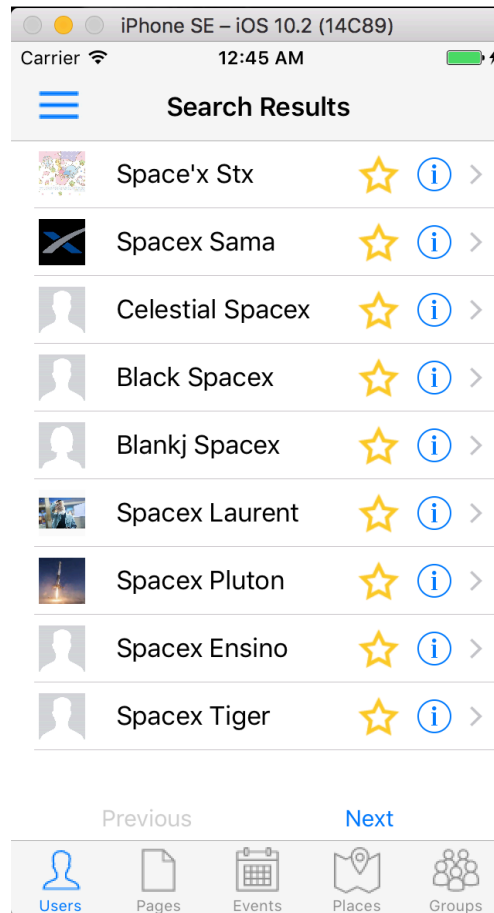 iPhone SE – iOS 10.2 (14C89)
Carrier 12:45 AM
Search Results
Space'x Stx
Spacex Sama
Celestial Spacex
Black Spacex
Blankj Spacex
Spacex Laurent
Spacex Pluton
Spacex Ensino
Spacex Tiger
Previous Next
Users Pages Events Places Groups